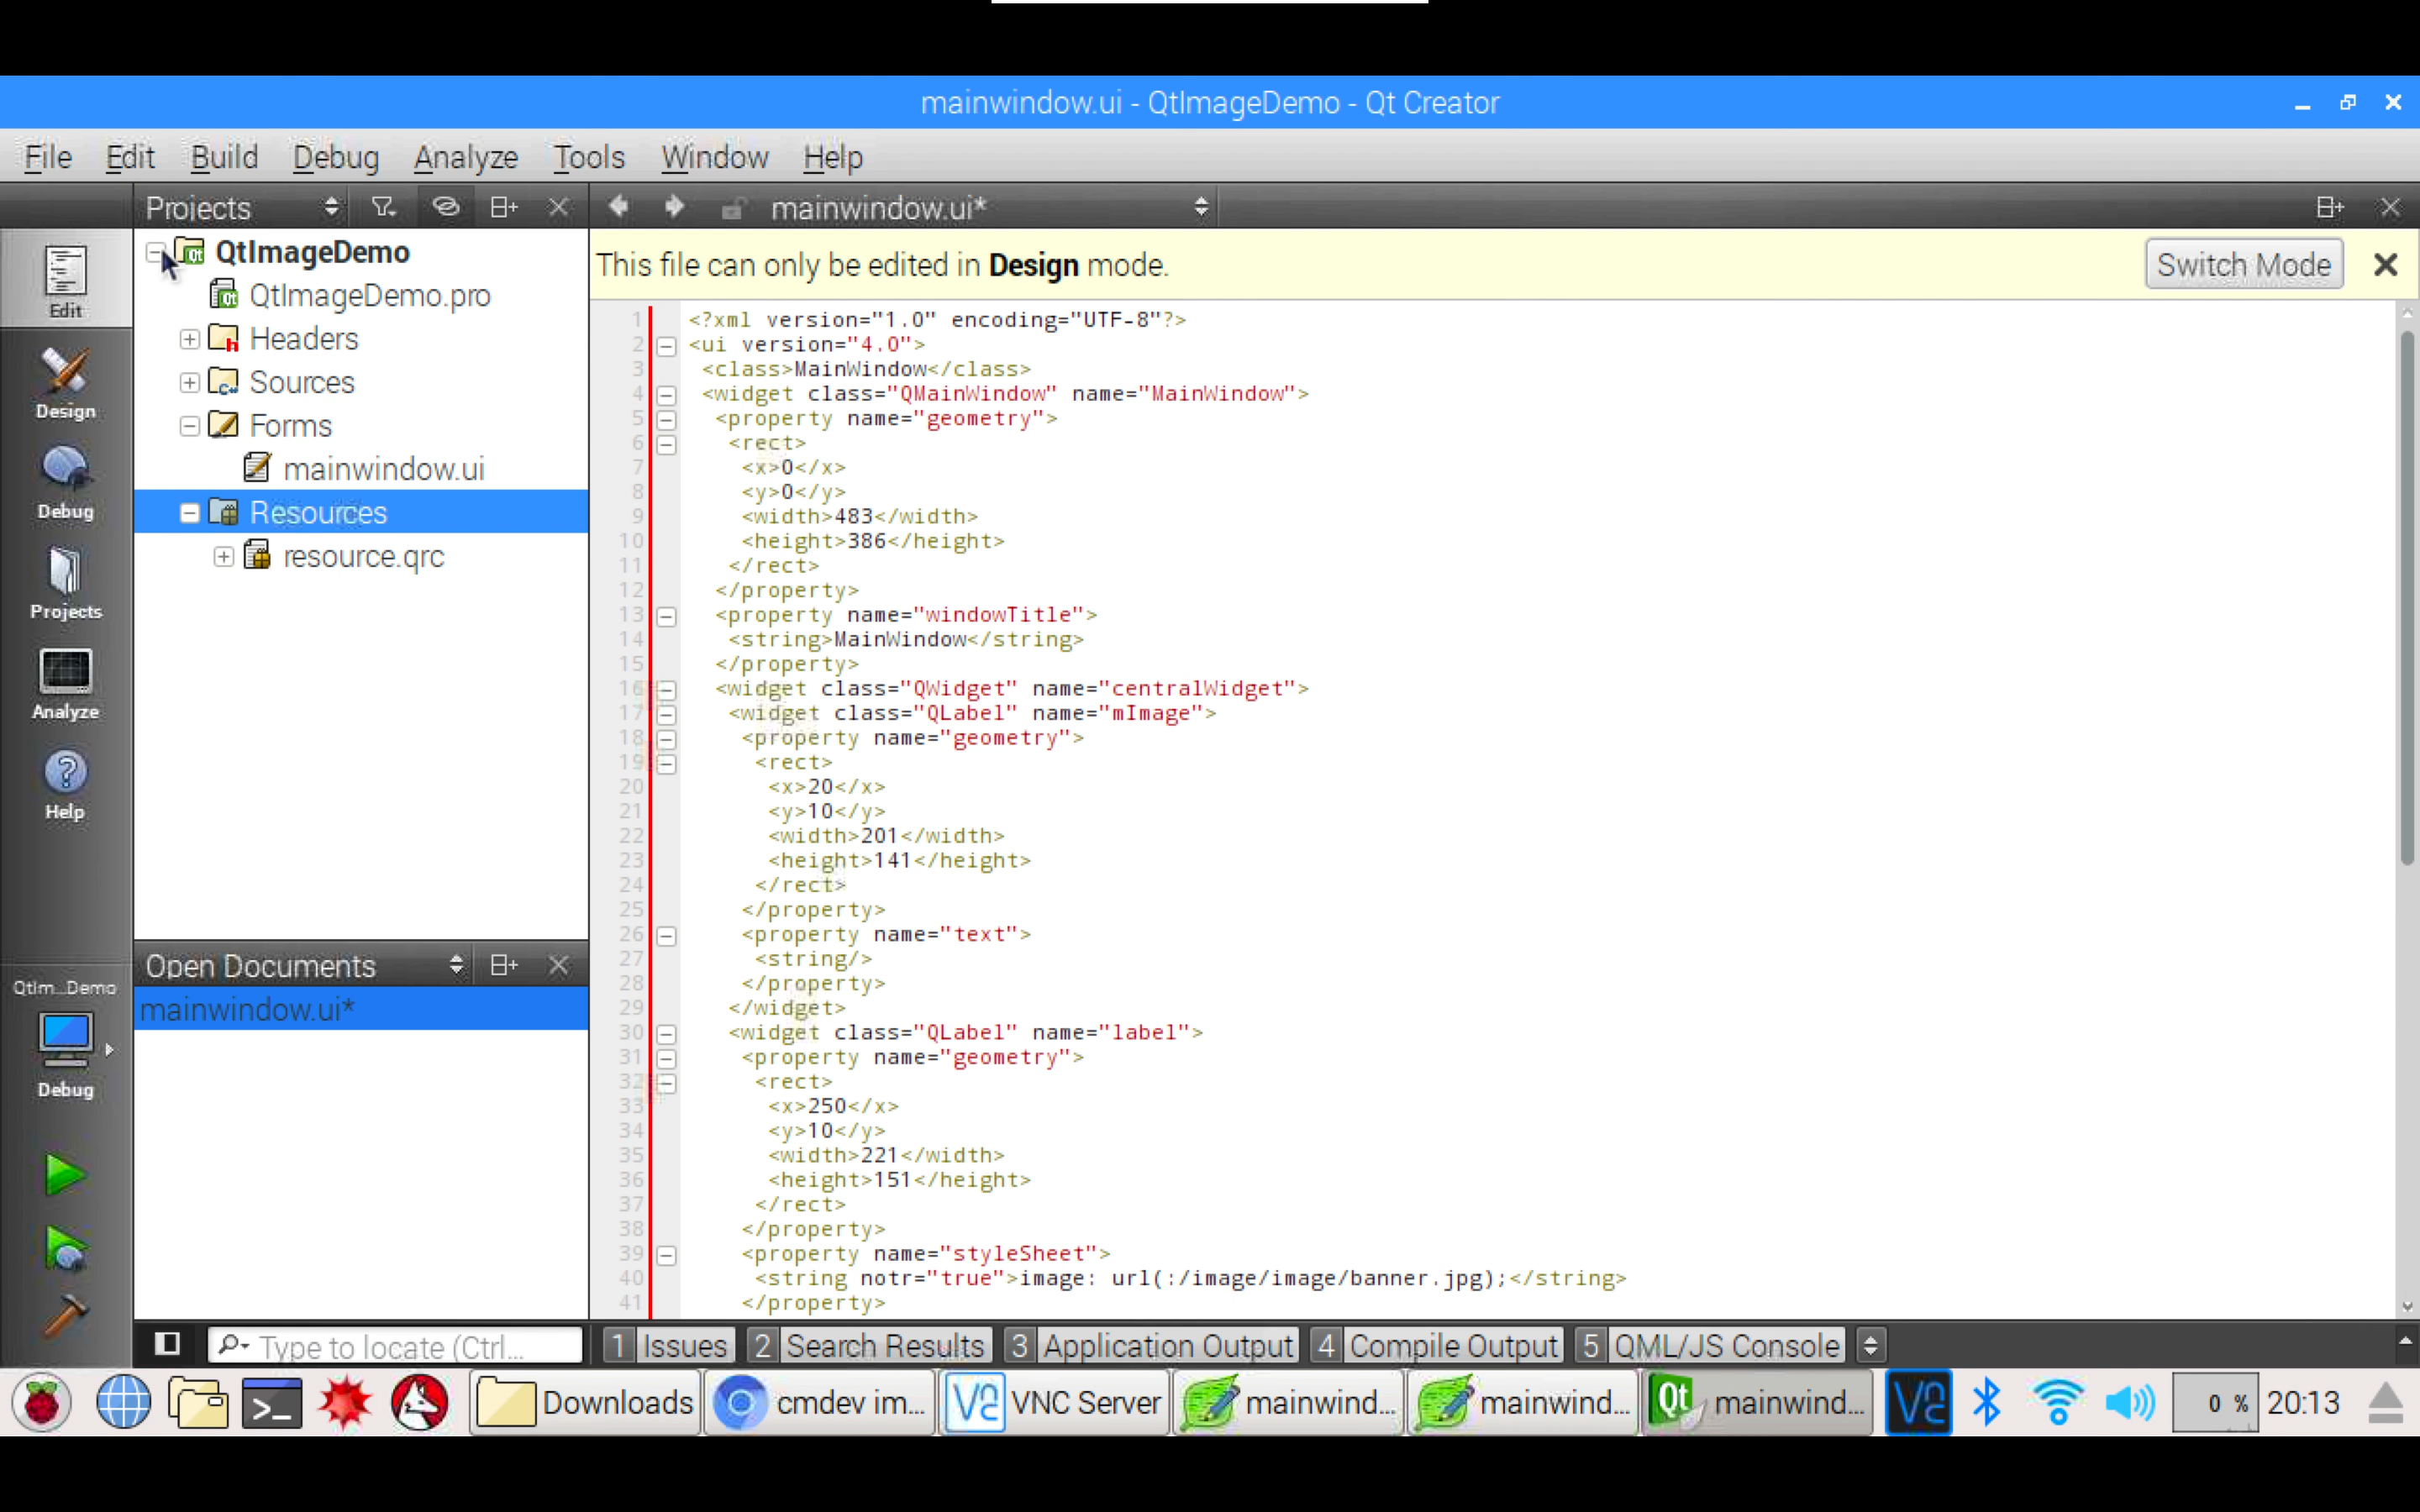 mainwindow.ui - QtImageDemo - Qt Creator
File Edit Build Debug Analyze Tools Window Help
Projects
mainwindow.ui*
Edit
Design
Debug
Projects
Analyze
Help
QtIm...Demo
Debug
QtImageDemo
QtImageDemo.pro
Headers
Sources
Forms
mainwindow.ui
Resources
resource.qrc
Open Documents
mainwindow.ui*
This file can only be edited in Design mode.
Switch Mode
1 <?xml version="1.0" encoding="UTF-8"?>
2 <ui version="4.0">
3 <class>MainWindow</class>
4 <widget class="QMainWindow" name="MainWindow">
5 <property name="geometry">
6 <rect>
7 <x>0</x>
8 <y>0</y>
9 <width>483</width>
10 <height>386</height>
11 </rect>
12 </property>
13 <property name="windowTitle">
14 <string>MainWindow</string>
15 </property>
16 <widget class="QWidget" name="centralWidget">
17 <widget class="QLabel" name="mImage">
18 <property name="geometry">
19 <rect>
20 <x>20</x>
21 <y>10</y>
22 <width>201</width>
23 <height>141</height>
24 </rect>
25 </property>
26 <property name="text">
27 <string/>
28 </property>
29 </widget>
30 <widget class="QLabel" name="label">
31 <property name="geometry">
32 <rect>
33 <x>250</x>
34 <y>10</y>
35 <width>221</width>
36 <height>151</height>
37 </rect>
38 </property>
39 <property name="styleSheet">
40 <string notr="true">image: url(:/image/image/banner.jpg);</string>
41 </property>
Type to locate (Ctrl...
1 Issues 2 Search Results 3 Application Output 4 Compile Output 5 QML/JS Console
Downloads cmdev im... VNC Server mainwind... mainwind... Qt mainwind... 0 % 20:13